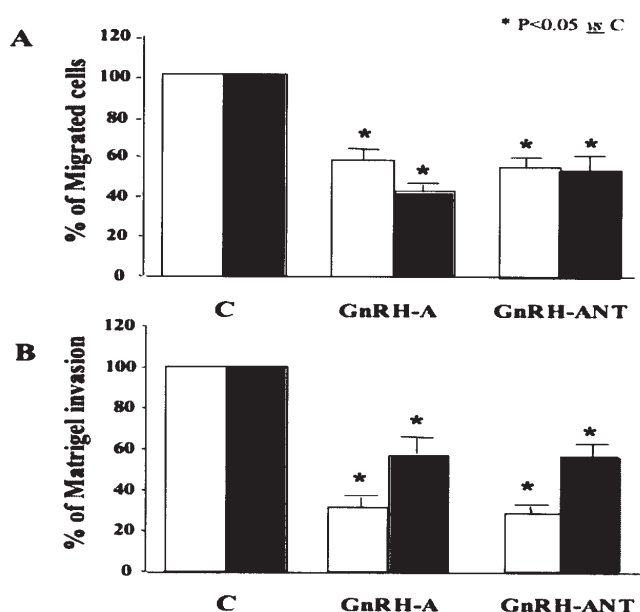 * P<0.05 vs C
A
% of Migrated cells
120
100
80
60
40
20
0
* * * *
C GnRH-A GnRH-ANT
B
% of Matrigel invasion
120
100
80
60
40
20
0
* * * *
C GnRH-A GnRH-ANT